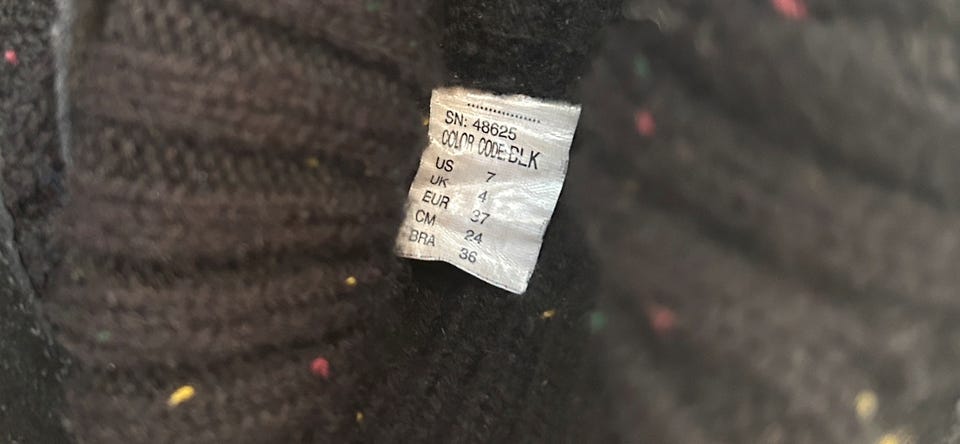 SN: 48625
COLOR CODE:BLK
US 7
UK 4
EUR 37
CM 24
BRA 36